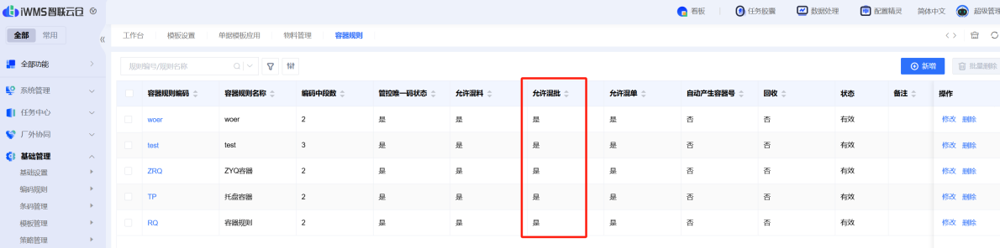 iWMS智联云仓
看板 任务胶囊 数据处理 配置精灵 简体中文 超级管理
全部 常用
工作台 模板设置 单据模板应用 物料管理 容器规则
全部功能
规则编号/规则名称
新增 批量删除
系统管理
任务中心
厂外协同
基础管理
基础设置
编码规则
条码管理
模板管理
策略管理
容器规则编码 容器规则名称 编码中段数 管控唯一码状态 允许混料 允许混批 允许混单 自动产生容器号 回收 状态 备注 操作
woer woer 2 是 是 是 是 否 否 有效 修改 删除
test test 3 是 是 是 是 否 否 有效 修改 删除
ZRQ ZYQ容器 2 是 是 是 是 否 否 有效 修改 删除
TP 托盘容器 2 是 是 是 是 否 否 有效 修改 删除
RQ 容器规则 2 是 是 是 是 否 否 有效 修改 删除